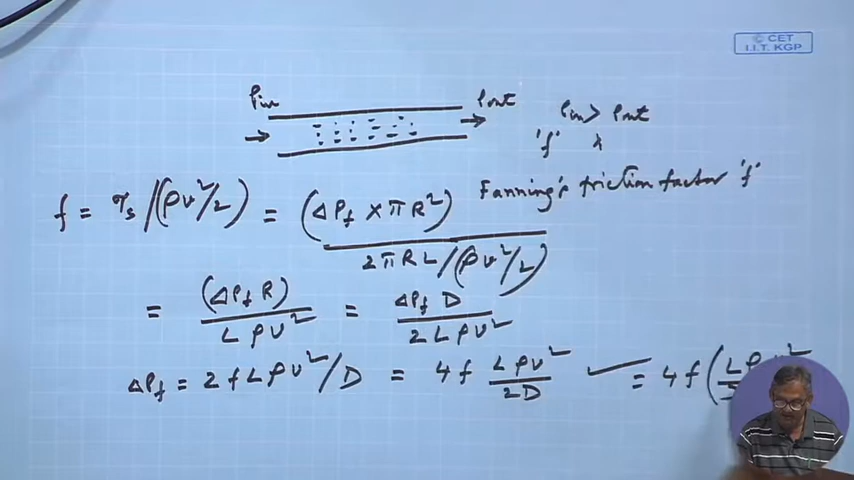 © CET
I.I.T. KGP
Pin Pout Pin > Pout
'f' λ
f = τs/(ρv²/2) = (ΔPf × πR²) Fanning's friction factor 'f'
2πRL/(ρv²/2)
= (ΔPf R) / Lρv² = ΔPf D / 2Lρv²
ΔPf = 2fLρv²/D = 4f Lρv²/2D = 4f (